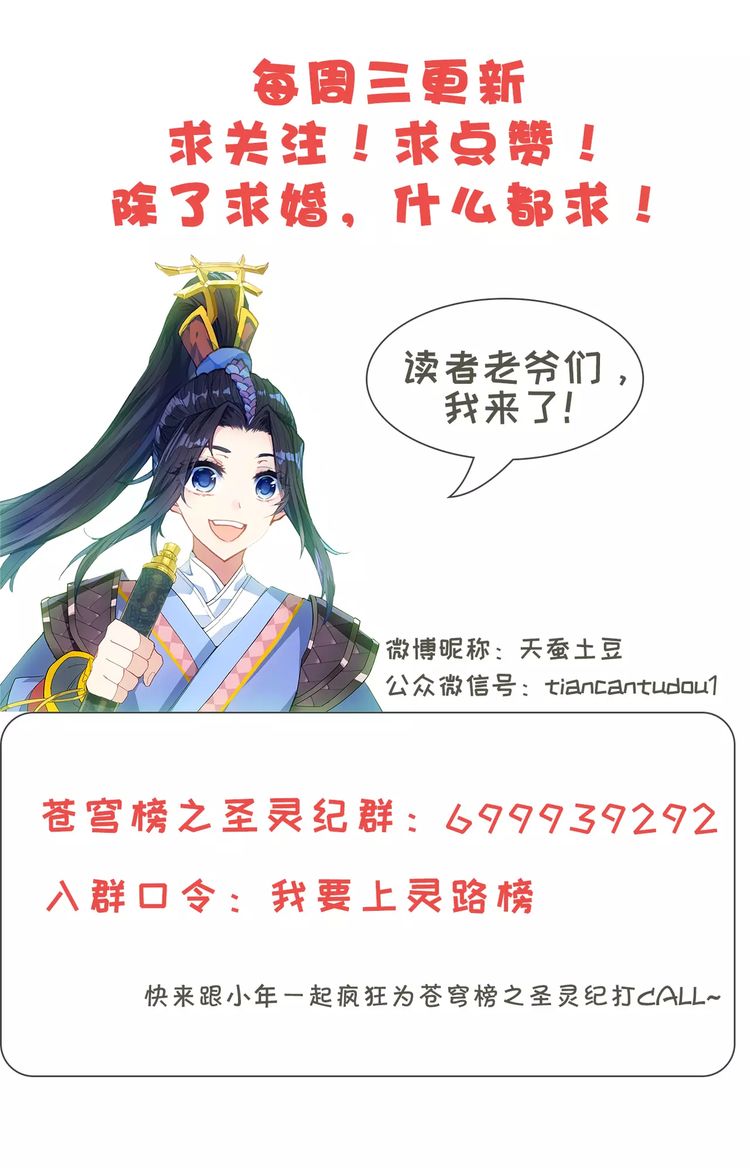 每周三更新
求关注！求点赞！
除了求婚，什么都求！
读者老爷们，
我来了!
微博昵称：天蚕土豆
公众微信号：tiancantudou1
苍穹榜之圣灵纪群：699939292
入群口令：我要上灵路榜
快来跟小年一起疯狂为苍穹榜之圣灵纪打CALL~